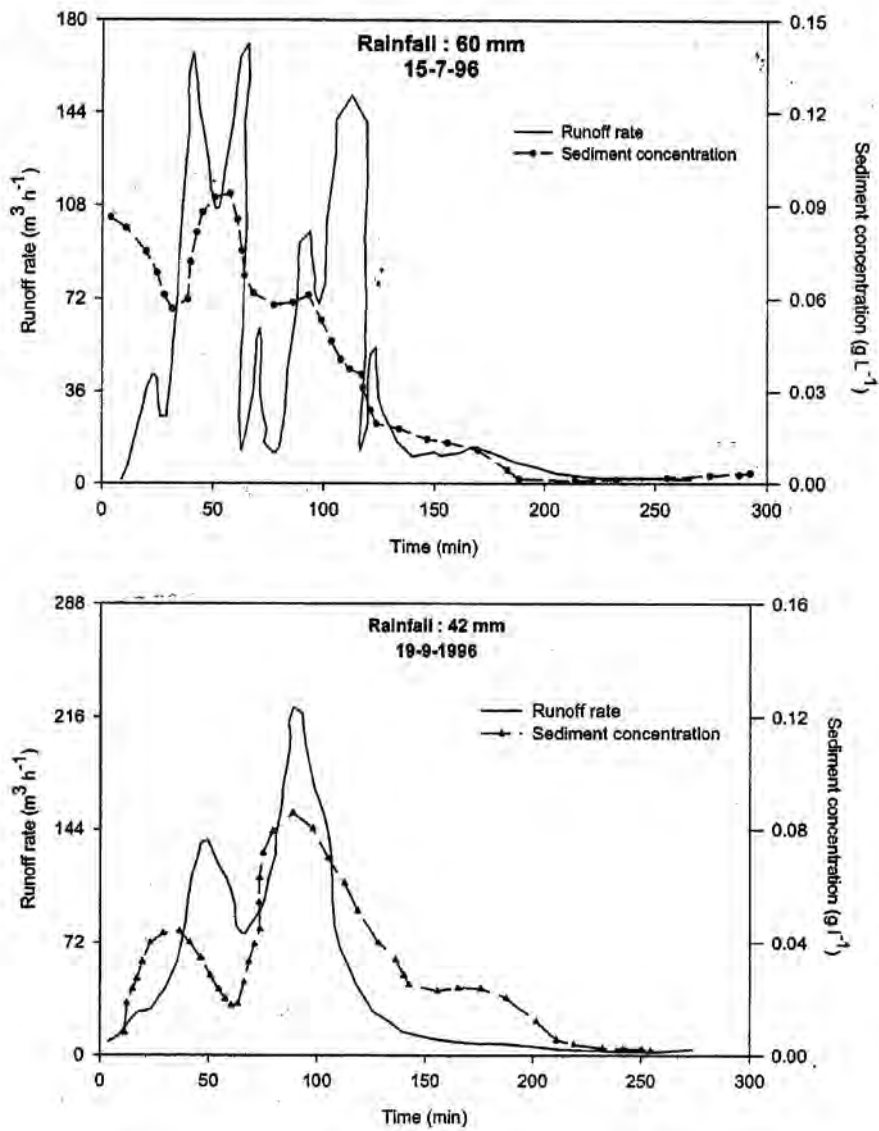 Rainfall : 60 mm
15-7-96
Runoff rate
Sediment concentration
Runoff rate (m³ h⁻¹)
180
144
108
72
36
0
Sediment concentration (g L⁻¹)
0.15
0.12
0.09
0.06
0.03
0.00
0 50 100 150 200 250 300
Time (min)
Rainfall : 42 mm
19-9-1996
Runoff rate
Sediment concentration
Runoff rate (m³ h⁻¹)
288
216
144
72
0
Sediment concentration (g l⁻¹)
0.16
0.12
0.08
0.04
0.00
0 50 100 150 200 250 300
Time (min)